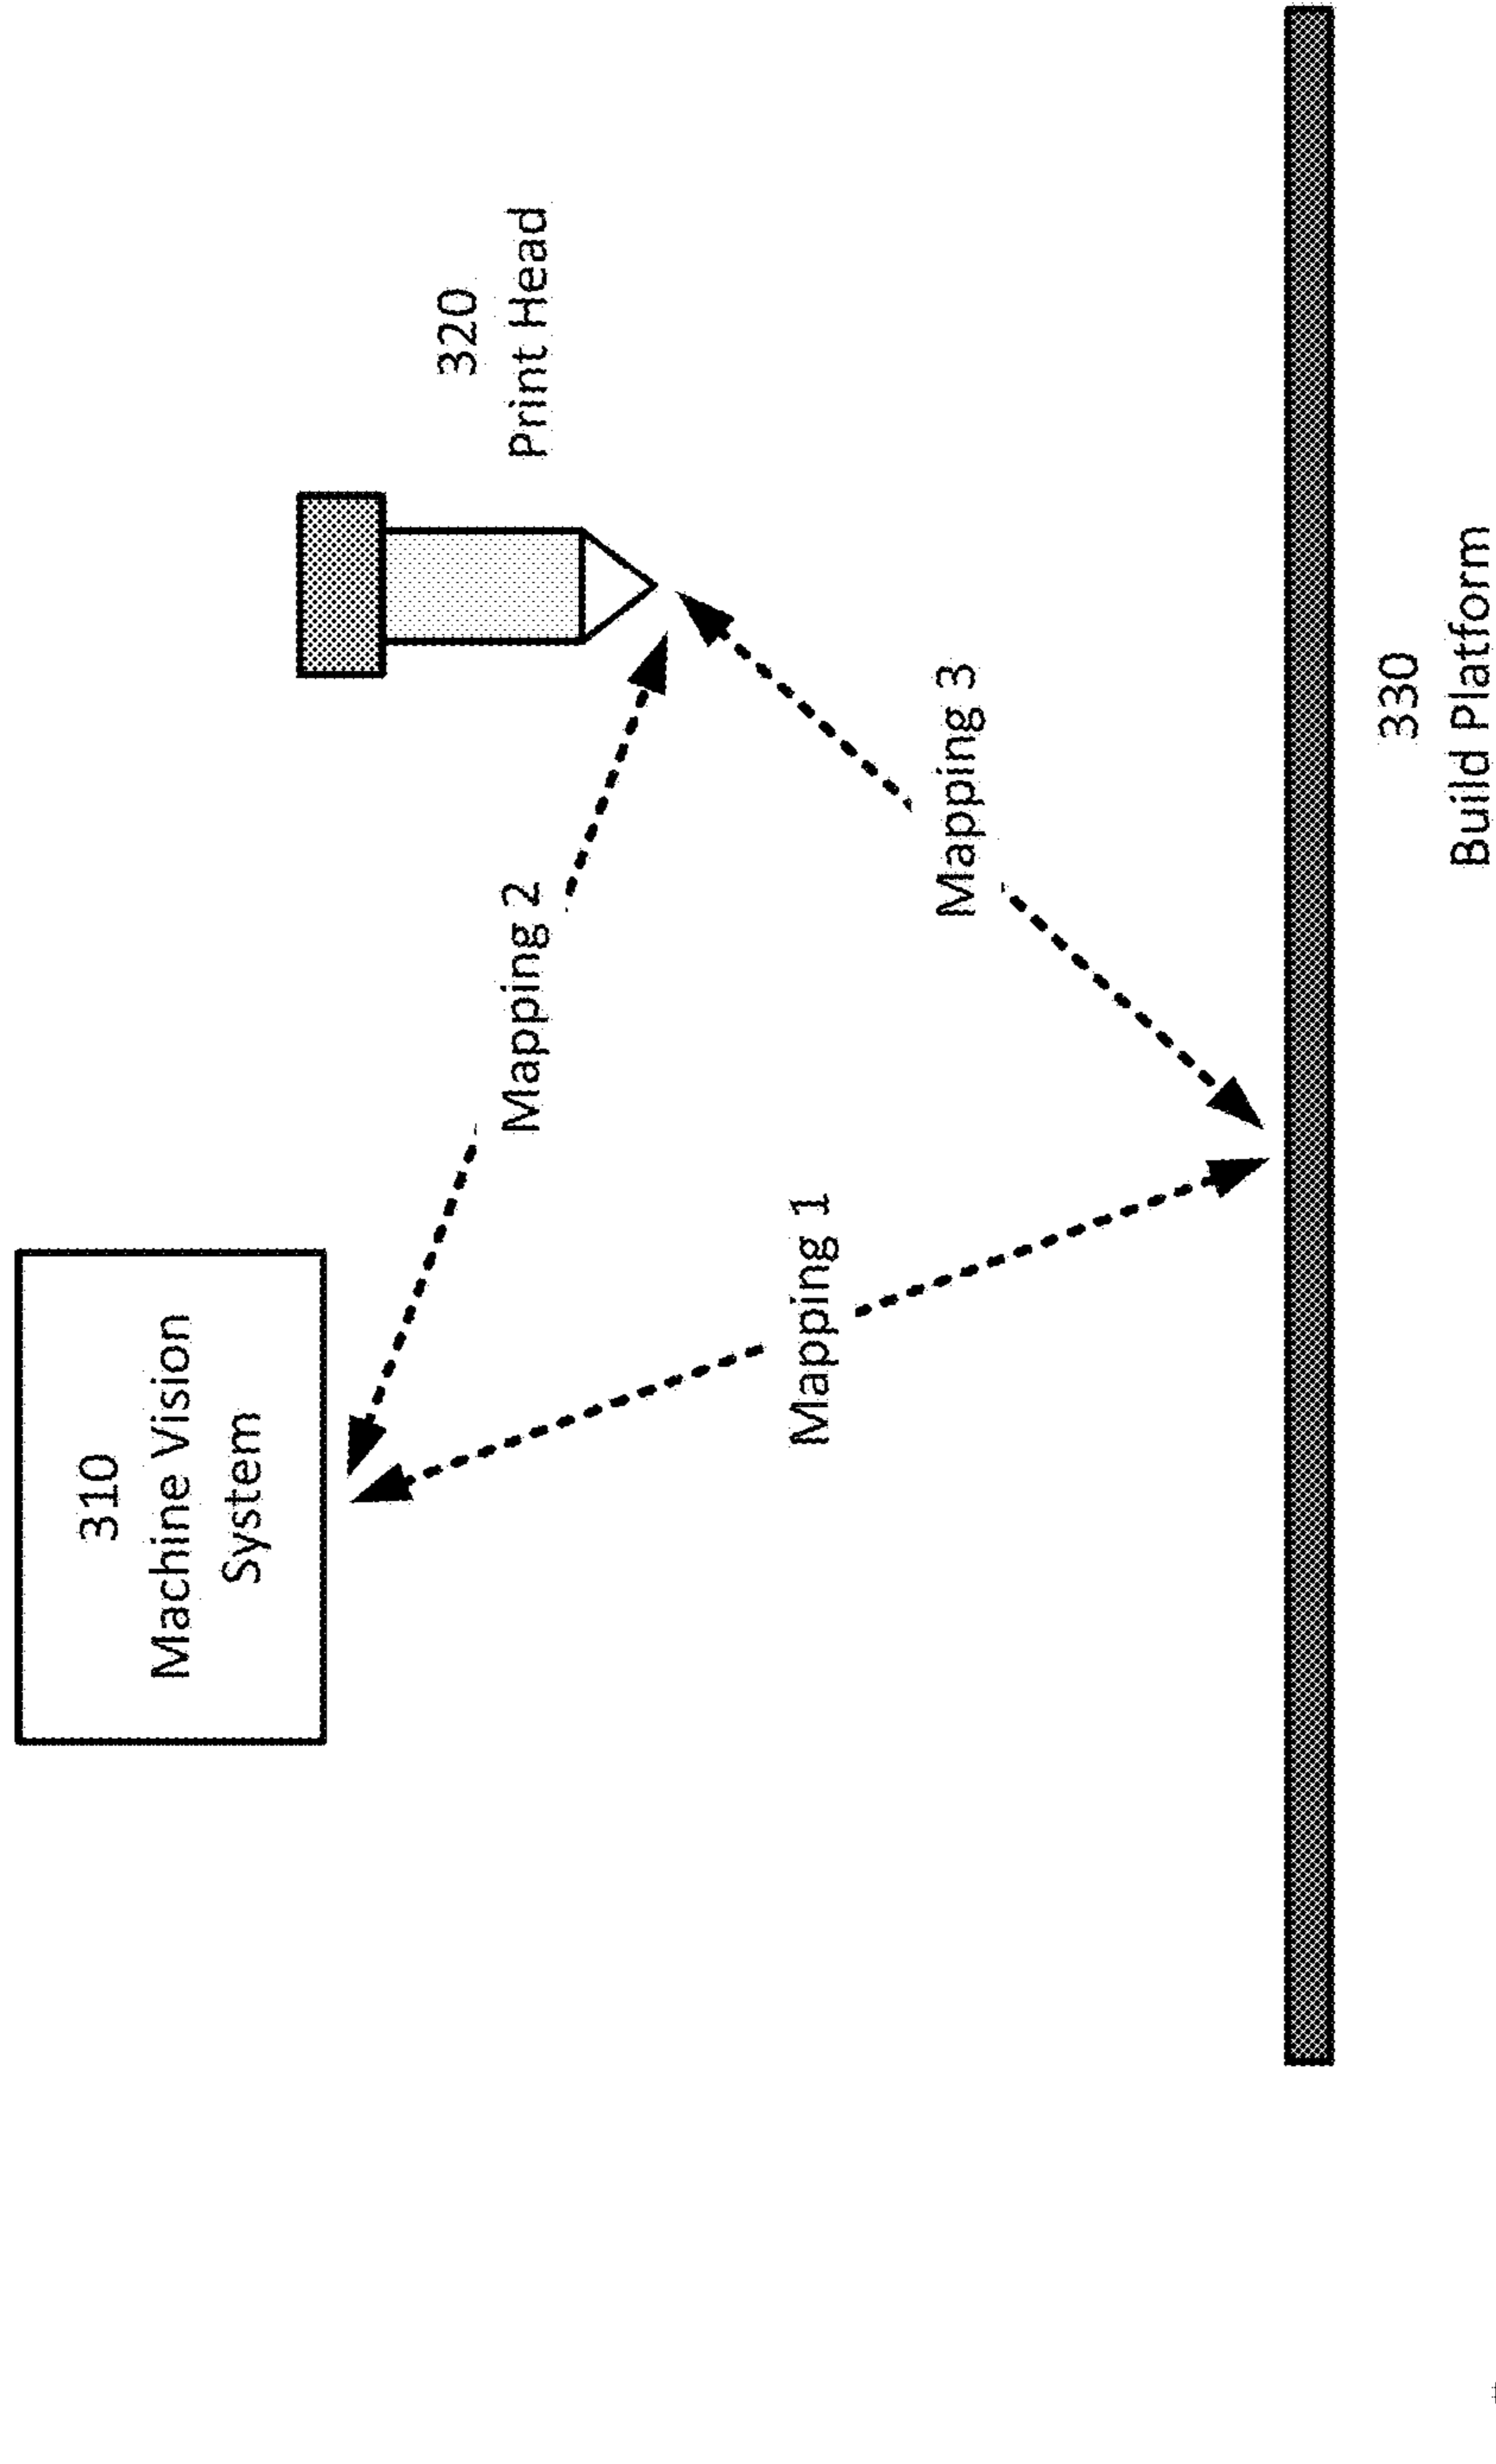 310
Machine Vision
System
320
Print Head
Mapping 2
Mapping 1
Mapping 3
330
Build Platform